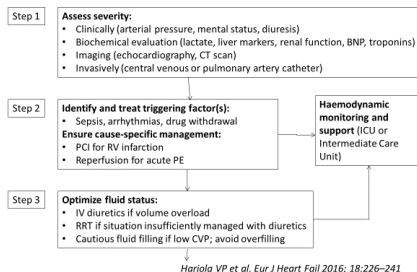 Step 1
Assess severity:
• Clinically (arterial pressure, mental status, diuresis)
• Biochemical evaluation (lactate, liver markers, renal function, BNP, troponins)
• Imaging (echocardiography, CT scan)
• Invasively (central venous or pulmonary artery catheter)
Step 2
Identify and treat triggering factor(s):
• Sepsis, arrhythmias, drug withdrawal
Ensure cause-specific management:
• PCI for RV infarction
• Reperfusion for acute PE
Haemodynamic
monitoring and
support (ICU or
Intermediate Care
Unit)
Step 3
Optimize fluid status:
• IV diuretics if volume overload
• RRT if situation insufficiently managed with diuretics
• Cautious fluid filling if low CVP; avoid overfilling
Harjola VP et al. Eur J Heart Fail 2016; 18:226–241